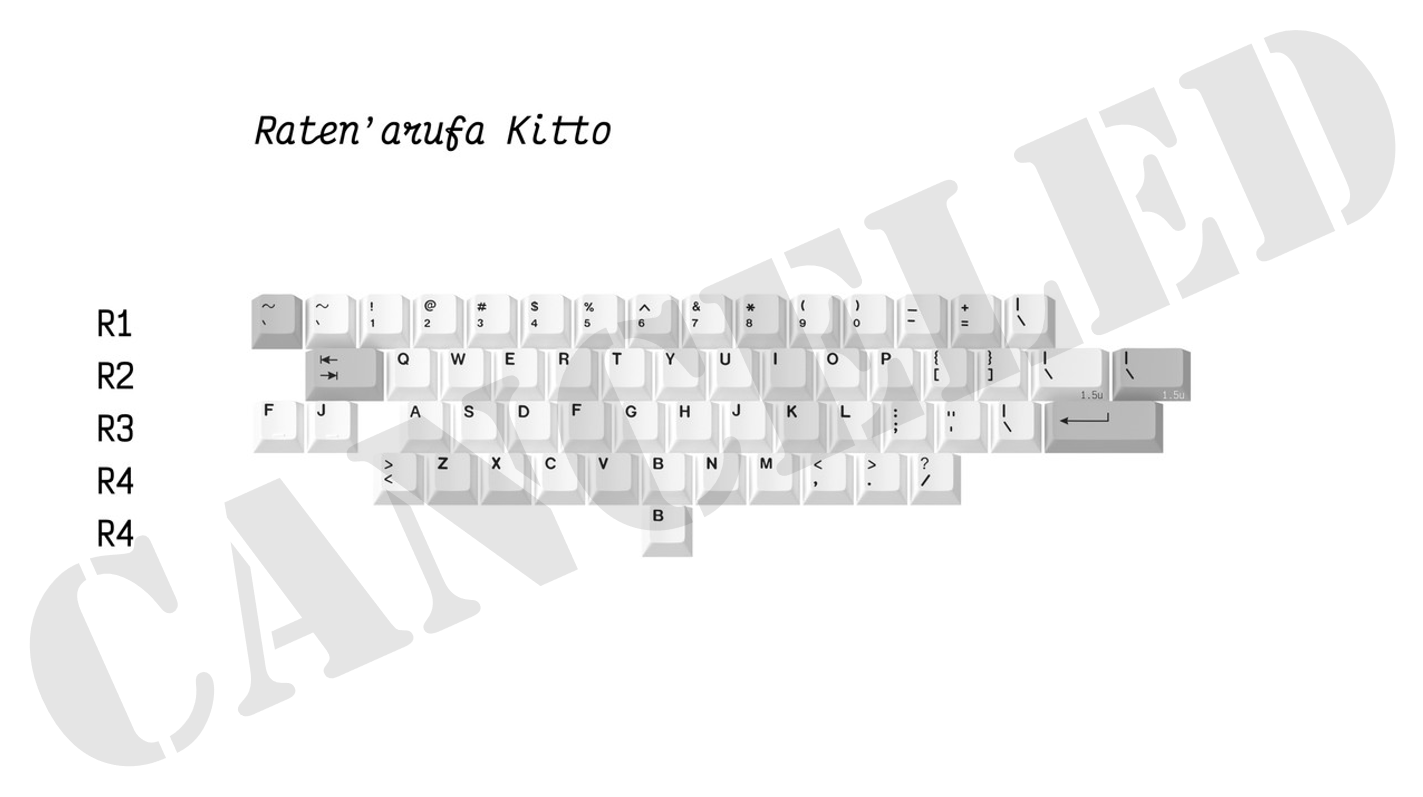 CANCELED
Raten'arufa Kitto
R1 ~ ` ~ ` ! 1 @ 2 # 3 $ 4 % 5 ^ 6 & 7 * 8 ( 9 ) 0 _ - + = | \
R2 |← →| Q W E R T Y U I O P { [ } ] | \ 1.5u | \ 1.5u
R3 F J A S D F G H J K L : ; " ' | \ ↵
R4 > < Z X C V B N M < , > . ? /
R4 B